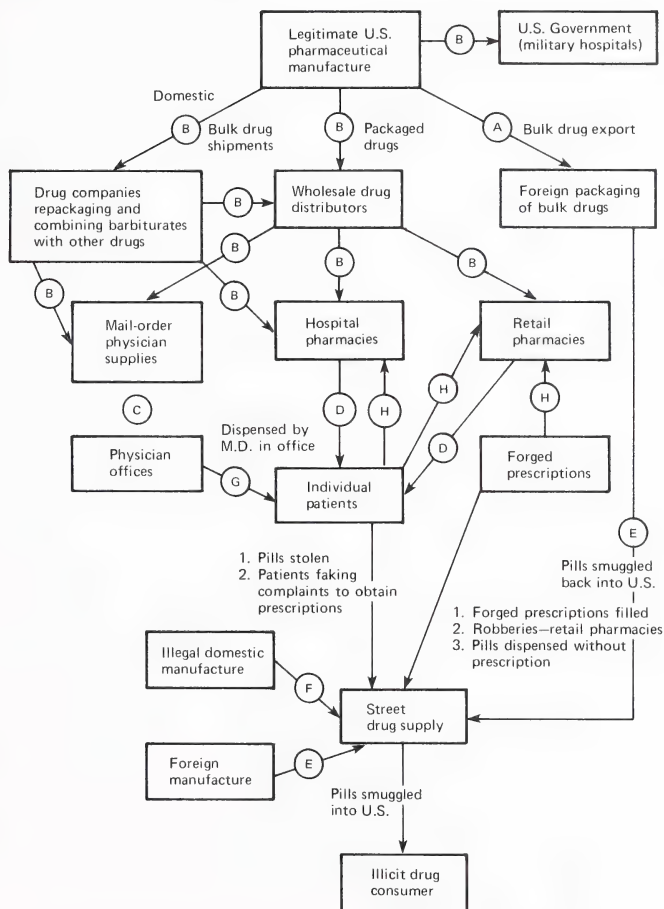 Legitimate U.S.
pharmaceutical
manufacture
B
U.S. Government
(military hospitals)
Domestic
B
Bulk drug
shipments
B
Packaged
drugs
A
Bulk drug export
Drug companies
repackaging and
combining barbiturates
with other drugs
B
Wholesale drug
distributors
Foreign packaging
of bulk drugs
B
B
B
B
B
Mail-order
physician
supplies
Hospital
pharmacies
Retail
pharmacies
C
D
H
H
D
H
Dispensed by
M.D. in office
Physician
offices
G
Individual
patients
Forged
prescriptions
E
Pills smuggled
back into U.S.
1. Pills stolen
2. Patients faking
complaints to obtain
prescriptions
1. Forged prescriptions filled
2. Robberies—retail pharmacies
3. Pills dispensed without
prescription
Illegal domestic
manufacture
F
Street
drug supply
Foreign
manufacture
E
Pills smuggled
into U.S.
Illicit drug
consumer